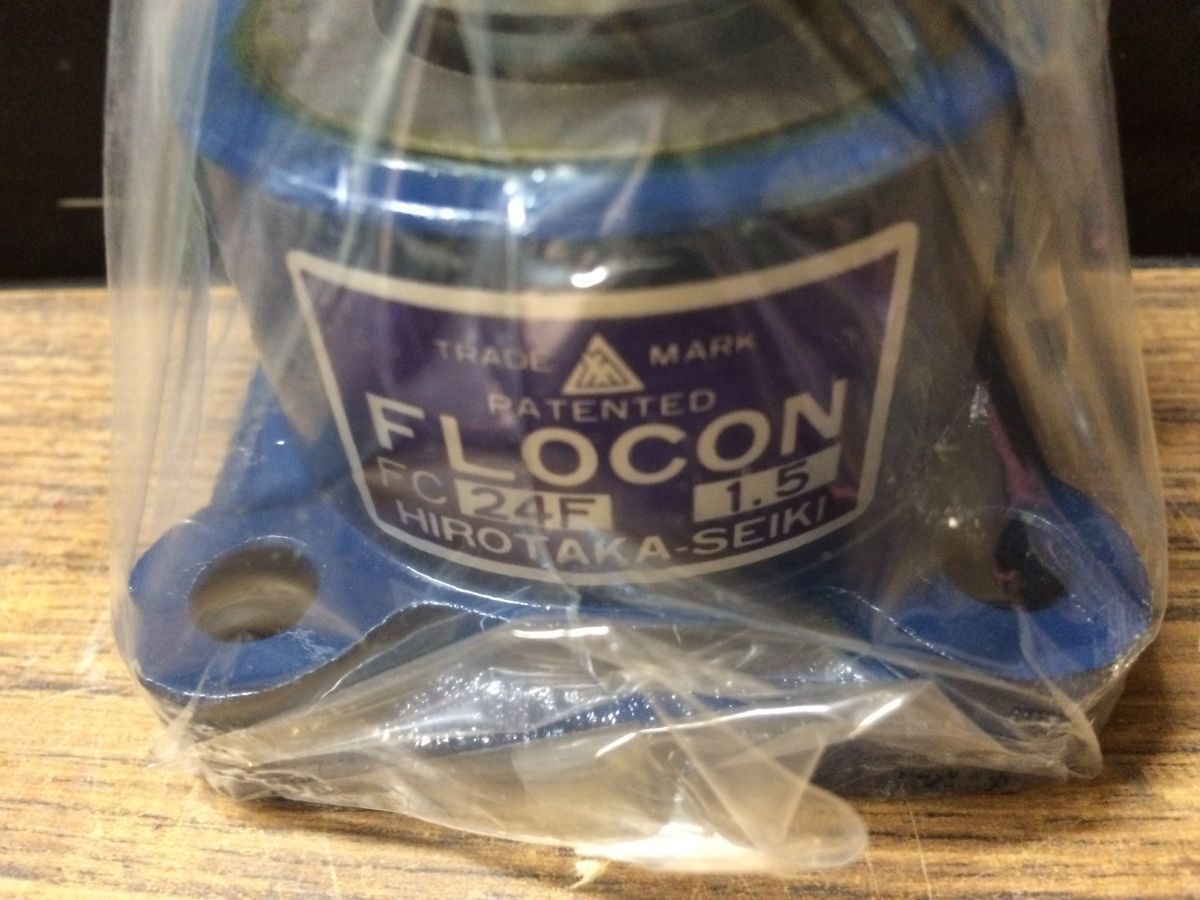 TRADE MARK
PATENTED
FLOCON
FC 24F 1.5
HIROTAKA-SEIKI